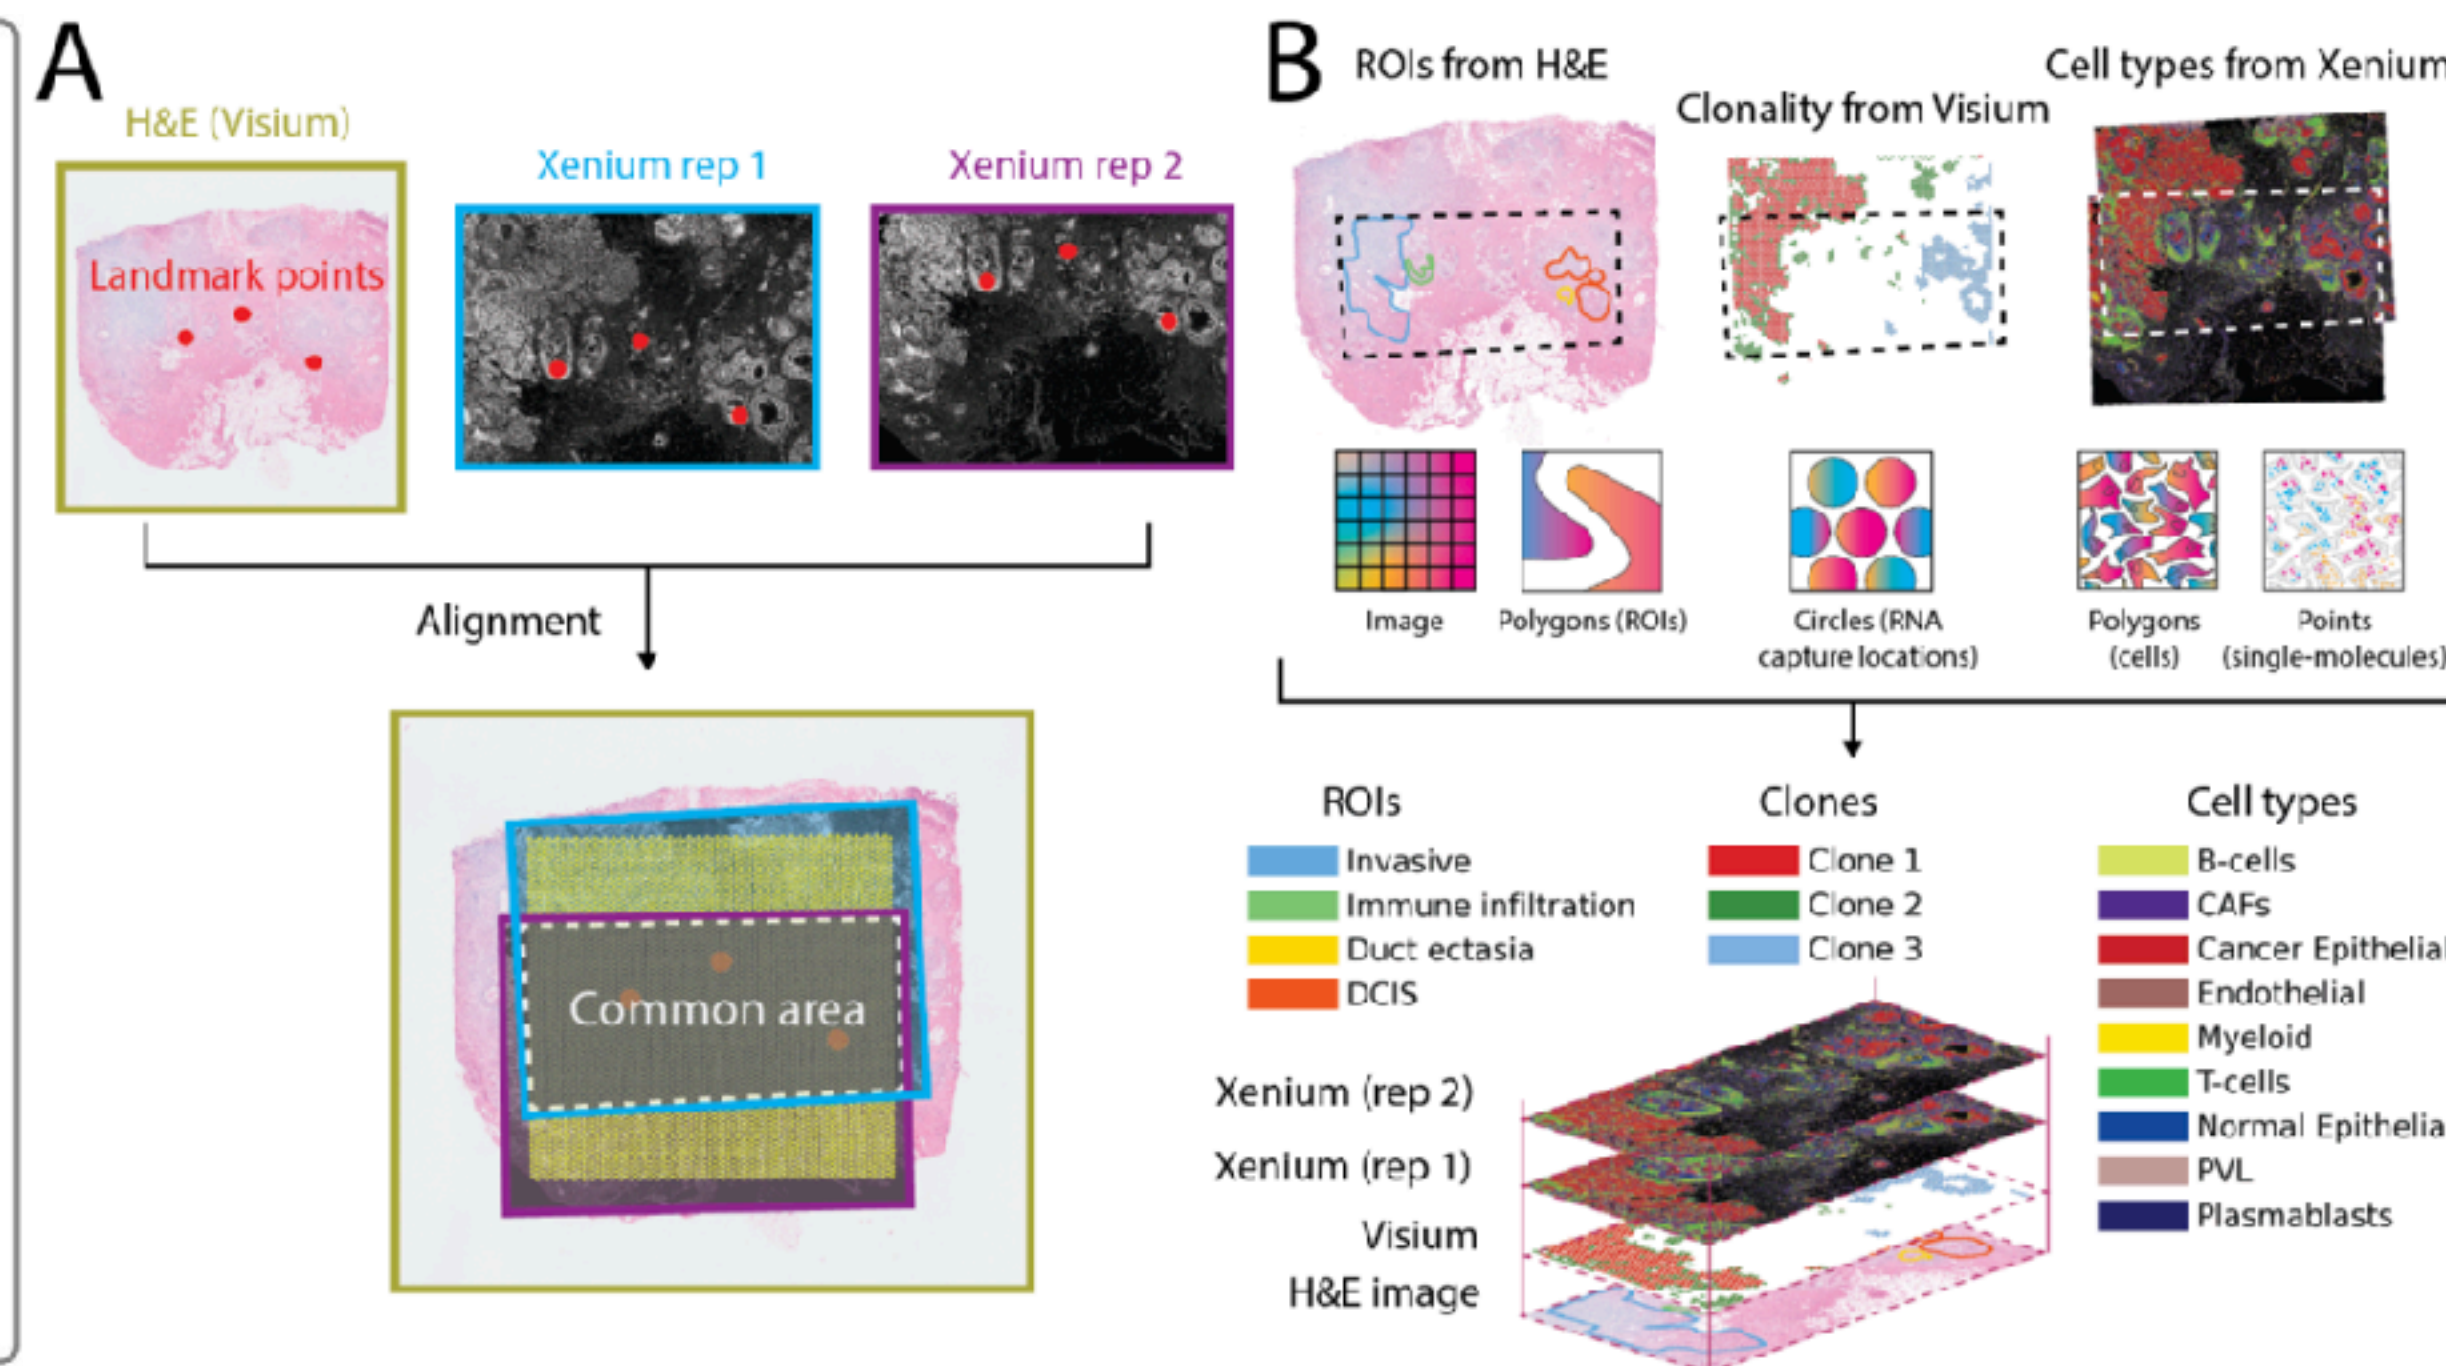 A
H&E (Visium)
Landmark points
Xenium rep 1
Xenium rep 2
Alignment
Common area
B
ROIs from H&E
Clonality from Visium
Cell types from Xenium
Image
Polygons (ROIs)
Circles (RNA
capture locations)
Polygons
(cells)
Points
(single-molecules)
ROIs
Invasive
Immune infiltration
Duct ectasia
DCIS
Clones
Clone 1
Clone 2
Clone 3
Cell types
B-cells
CAFs
Cancer Epithelial
Endothelial
Myeloid
T-cells
Normal Epithelia
PVL
Plasmablasts
Xenium (rep 2)
Xenium (rep 1)
Visium
H&E image